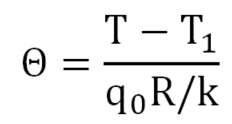 Θ = (T − T₁) / (q₀R/k)